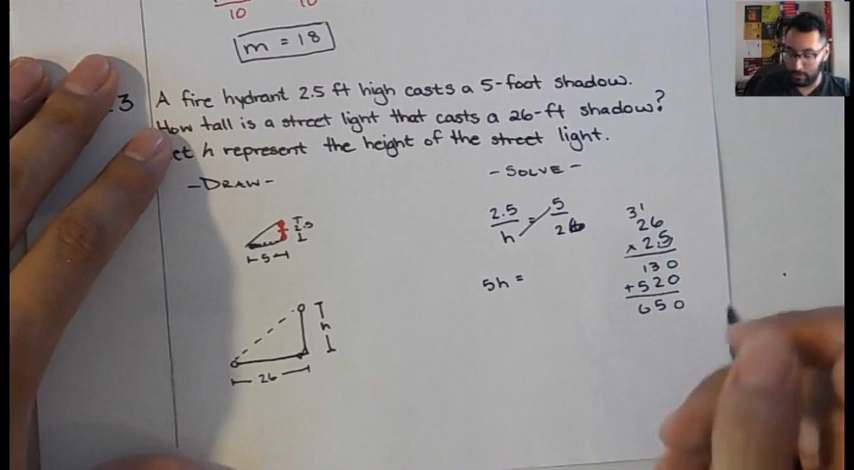 10 10
m = 18
.3 A fire hydrant 2.5 ft high casts a 5-foot shadow.
How tall is a street light that casts a 26-ft shadow?
et h represent the height of the street light.
-DRAW-
2.5
5
h
26
-SOLVE-
2.5/h = 5/26
5h =
31
26
x 2.5
130
+520
650